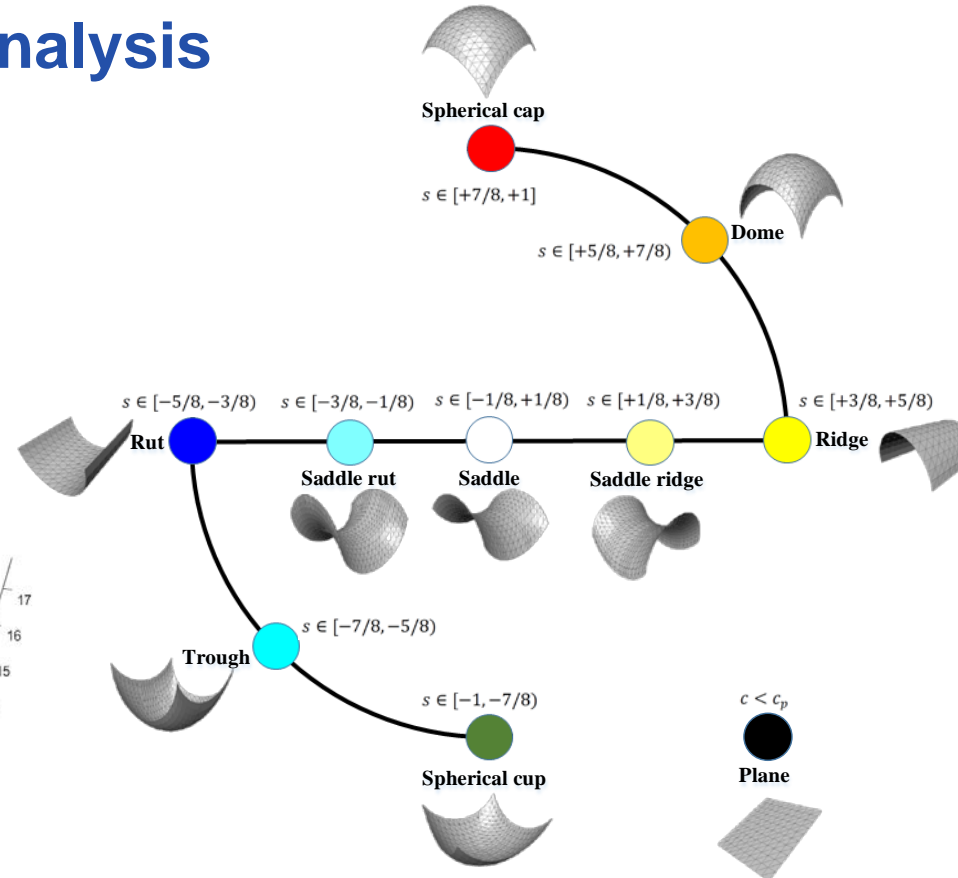 nalysis
Spherical cap
s ∈ [+7/8, +1]
Dome
s ∈ [+5/8, +7/8)
s ∈ [−5/8, −3/8)
s ∈ [−3/8, −1/8)
s ∈ [−1/8, +1/8)
s ∈ [+1/8, +3/8)
s ∈ [+3/8, +5/8)
Rut
Ridge
Saddle rut
Saddle
Saddle ridge
17
16
15
s ∈ [−7/8, −5/8)
Trough
s ∈ [−1, −7/8)
c < cₚ
Spherical cup
Plane